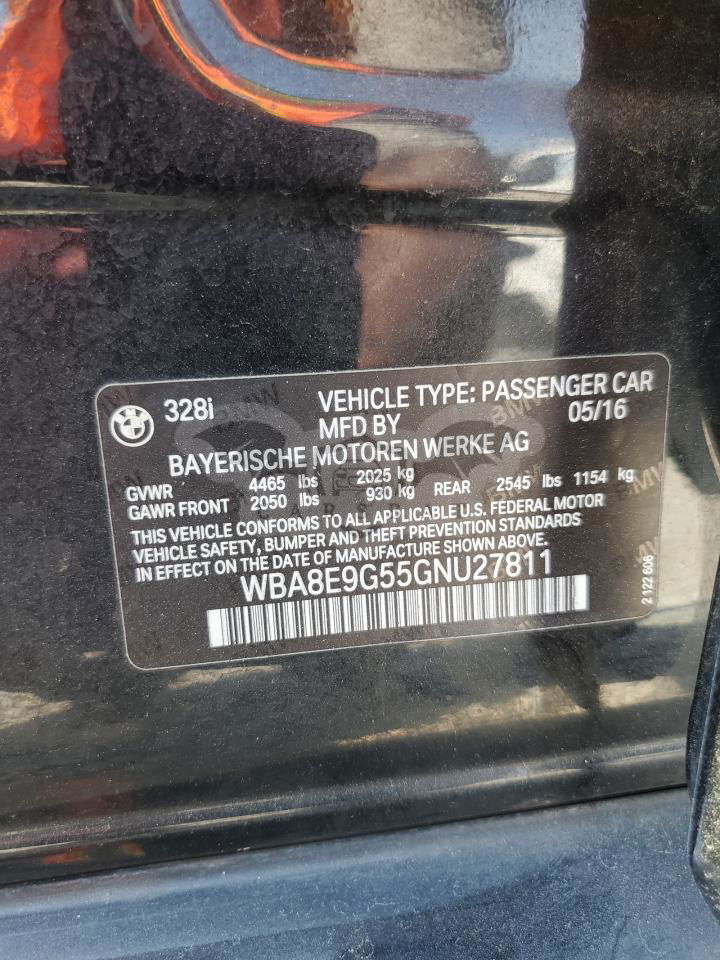 328i VEHICLE TYPE: PASSENGER CAR
MFD BY 05/16
BAYERISCHE MOTOREN WERKE AG
GVWR 4465 lbs 2025 kg
GAWR FRONT 2050 lbs 930 kg REAR 2545 lbs 1154 kg
THIS VEHICLE CONFORMS TO ALL APPLICABLE U.S. FEDERAL MOTOR
VEHICLE SAFETY, BUMPER AND THEFT PREVENTION STANDARDS
IN EFFECT ON THE DATE OF MANUFACTURE SHOWN ABOVE.
WBA8E9G55GNU27811
2 122 606